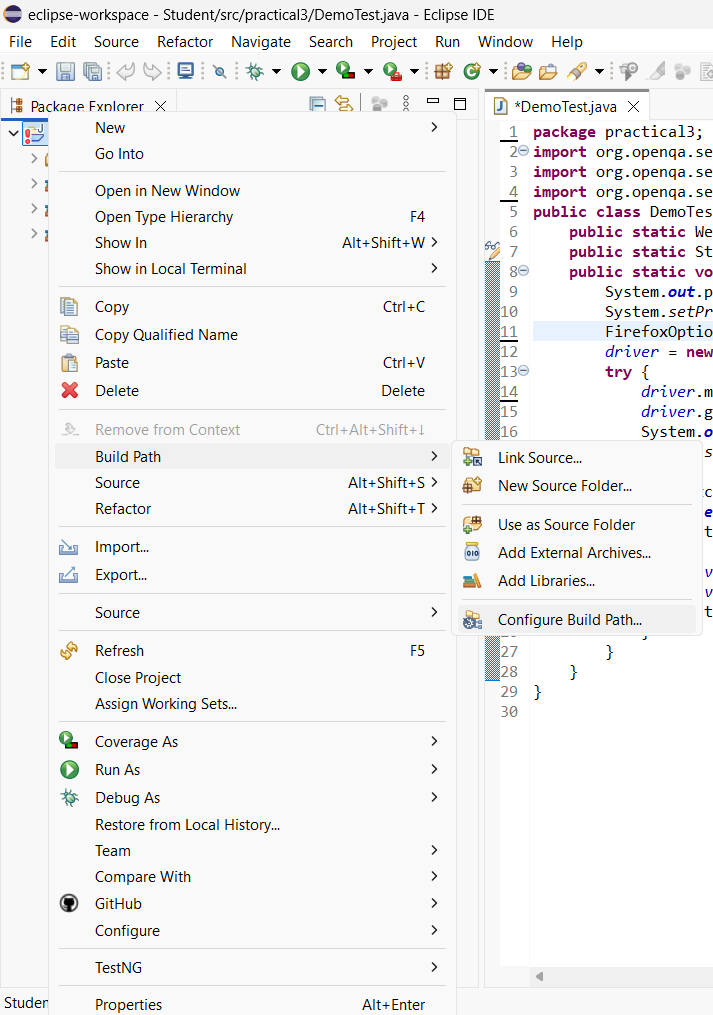 eclipse-workspace - Student/src/practical3/DemoTest.java - Eclipse IDE
File Edit Source Refactor Navigate Search Project Run Window Help
Package Explorer
*DemoTest.java
New
Go Into
Open in New Window
Open Type Hierarchy F4
Show In Alt+Shift+W
Show in Local Terminal
Copy Ctrl+C
Copy Qualified Name
Paste Ctrl+V
Delete Delete
Remove from Context Ctrl+Alt+Shift+↓
Build Path
Source Alt+Shift+S
Refactor Alt+Shift+T
Import...
Export...
Source
Refresh F5
Close Project
Assign Working Sets...
Coverage As
Run As
Debug As
Restore from Local History...
Team
Compare With
GitHub
Configure
TestNG
Properties Alt+Enter
Link Source...
New Source Folder...
Use as Source Folder
Add External Archives...
Add Libraries...
Configure Build Path...
1 package practical3;
2 import org.openqa.se
3 import org.openqa.se
4 import org.openqa.se
5 public class DemoTes
6 public static We
7 public static St
8 public static vo
9 System.out.p
10 System.setPr
11 FirefoxOptio
12 driver = new
13 try {
14 driver.m
15 driver.g
16 System.o
27 }
28 }
29 }
30
Studen